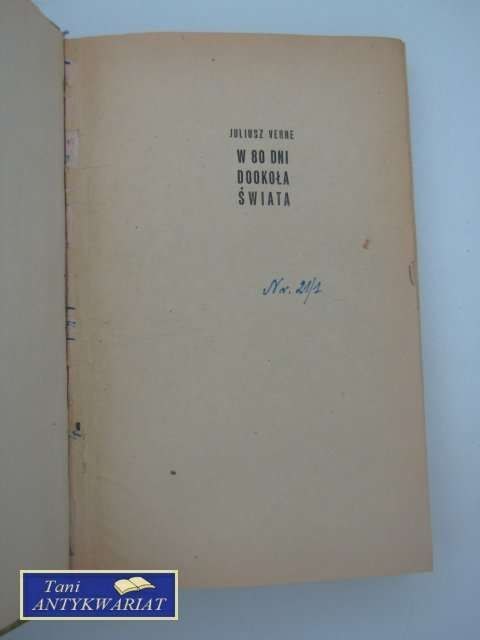 JULIUSZ VERNE
W 80 DNI
DOOKOŁA
ŚWIATA
Nr. 21/1
Tani
ANTYKWARIAT